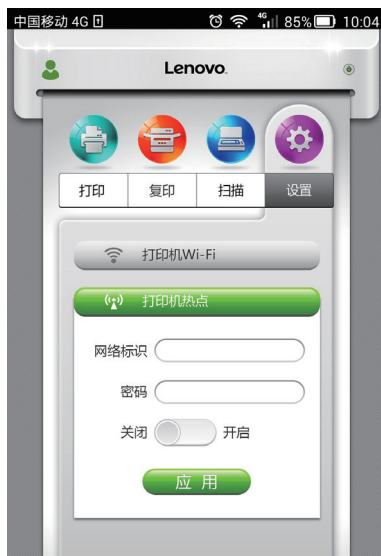 中国移动 4G 85% 10:04
Lenovo.
打印 复印 扫描 设置
打印机Wi-Fi
打印机热点
网络标识
密码
关闭 开启
应 用